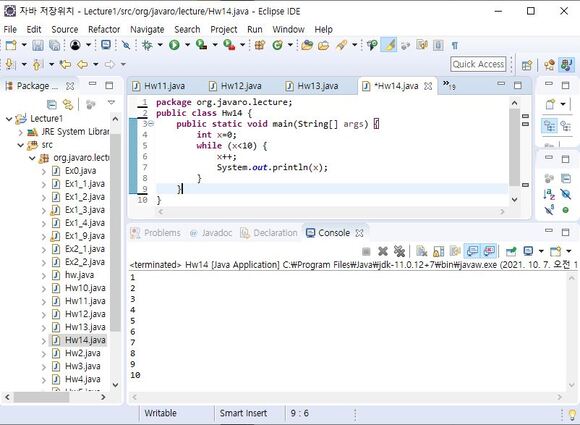 자바 저장위치 - Lecture1/src/org/javaro/lecture/Hw14.java - Eclipse IDE
File Edit Source Refactor Navigate Search Project Run Window Help
Quick Access
Package ...
Hw11.java Hw12.java Hw13.java *Hw14.java 19
Lecture1
JRE System Librar
src
org.javaro.lectu
Ex0.java
Ex1_1.java
Ex1_2.java
Ex1_3.java
Ex1_4.java
Ex1_9.java
Ex2_1.java
Ex2_2.java
hw.java
Hw10.java
Hw11.java
Hw12.java
Hw13.java
Hw14.java
Hw2.java
Hw3.java
Hw4.java
1 package org.javaro.lecture;
2 public class Hw14 {
3 public static void main(String[] args) {
4 int x=0;
5 while (x<10) {
6 x++;
7 System.out.println(x);
8 }
9 }
10 }
Problems @ Javadoc Declaration Console
<terminated> Hw14 [Java Application] C:\Program Files\Java\jdk-11.0.12+7\bin\javaw.exe (2021. 10. 7. 오전 1
1
2
3
4
5
6
7
8
9
10
Writable Smart Insert 9 : 6